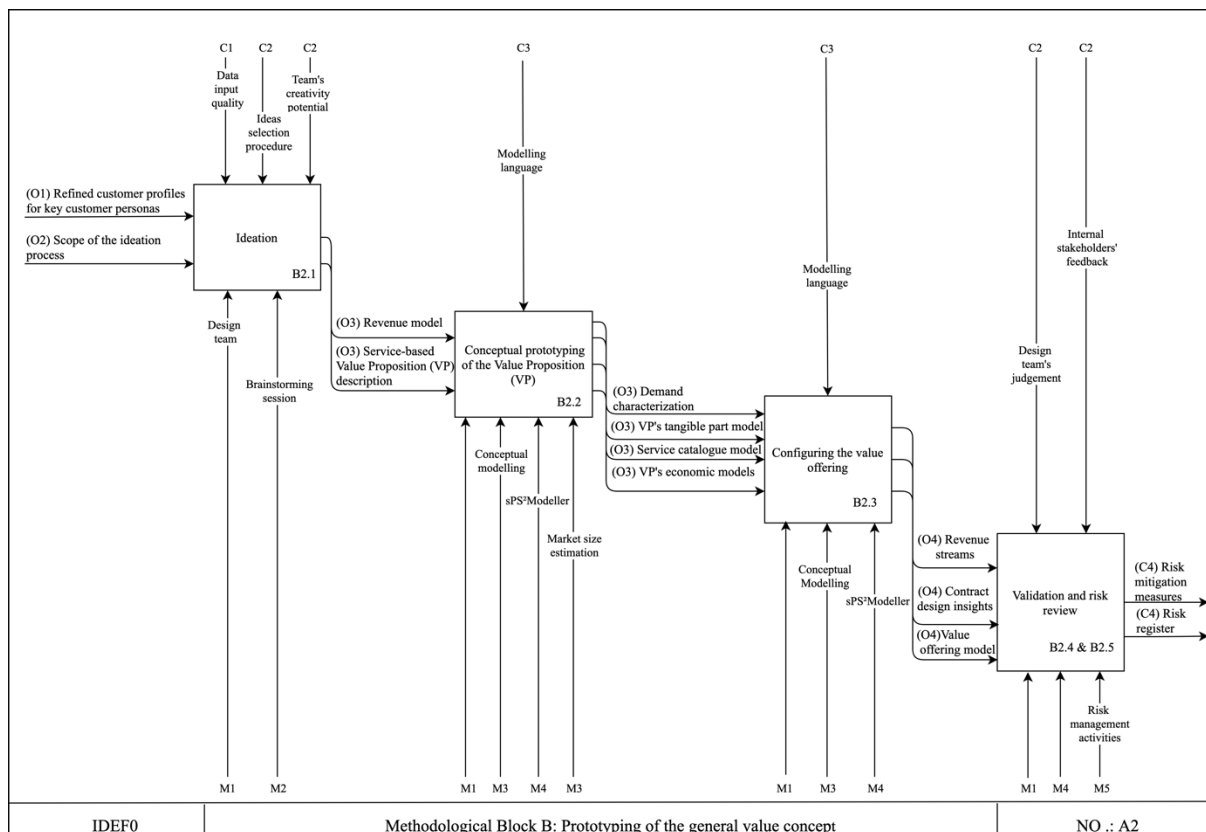 C1
C2
C2
C3
C3
C2
C2
Data
input
quality
Ideas
selection
procedure
Team's
creativity
potential
Modelling
language
Modelling
language
Design
team's
judgement
Internal
stakeholders'
feedback
(O1) Refined customer profiles
for key customer personas
(O2) Scope of the ideation
process
Ideation
B2.1
Design
team
Brainstorming
session
(O3) Revenue model
(O3) Service-based
Value Proposition (VP)
description
Conceptual prototyping
of the Value Proposition
(VP)
B2.2
Conceptual
modelling
sPS²Modeller
Market size
estimation
(O3) Demand
characterization
(O3) VP's tangible part model
(O3) Service catalogue model
(O3) VP's economic models
Configuring the value
offering
B2.3
Conceptual
Modelling
sPS²Modeller
(O4) Revenue
streams
(O4) Contract
design insights
(O4)Value
offering model
Validation and risk
review
B2.4 & B2.5
(C4) Risk
mitigation
measures
(C4) Risk
register
Risk
management
activities
M1
M2
M1
M3
M4
M3
M1
M3
M4
M1
M4
M5
IDEF0
Methodological Block B: Prototyping of the general value concept
NO .: A2